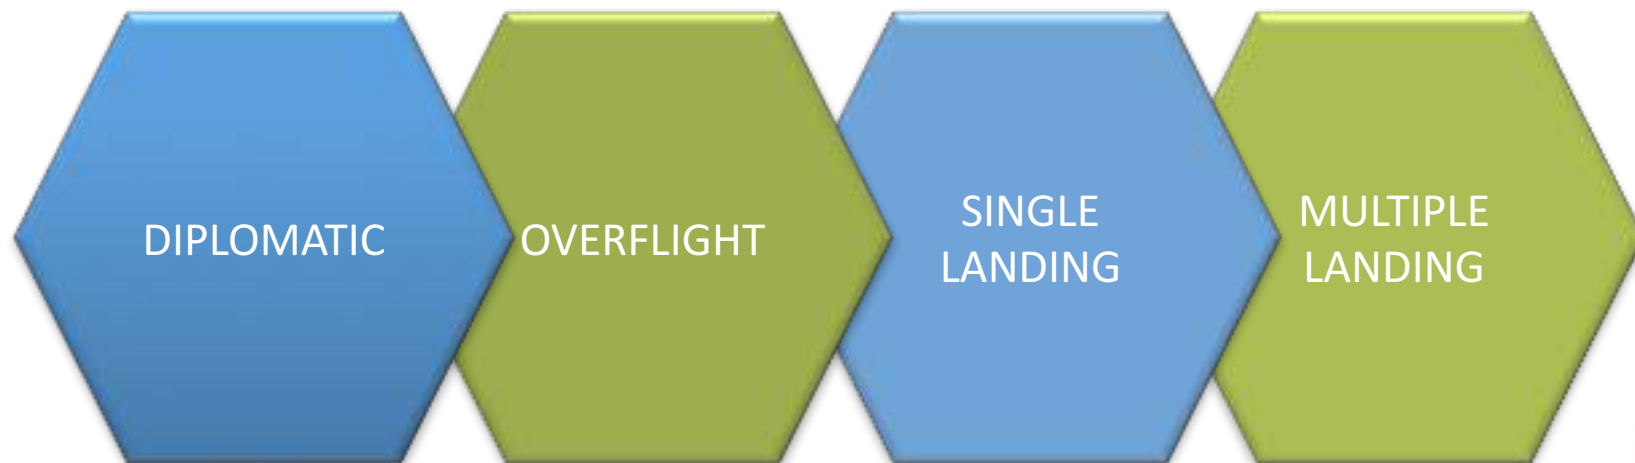 DIPLOMATIC
OVERFLIGHT
SINGLE
LANDING
MULTIPLE
LANDING